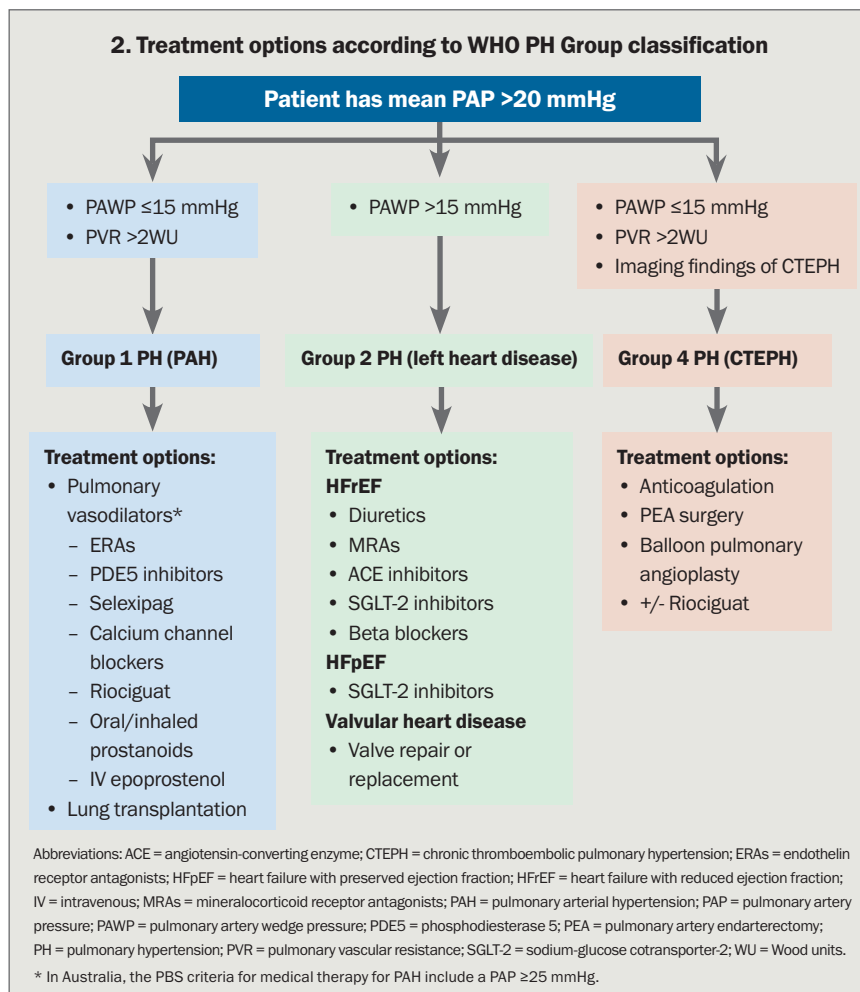 2. Treatment options according to WHO PH Group classification
Patient has mean PAP >20 mmHg
• PAWP ≤15 mmHg
• PVR >2WU
• PAWP >15 mmHg
• PAWP ≤15 mmHg
• PVR >2WU
• Imaging findings of CTEPH
Group 1 PH (PAH)
Group 2 PH (left heart disease)
Group 4 PH (CTEPH)
Treatment options:
• Pulmonary
vasodilators*
– ERAs
– PDE5 inhibitors
– Selexipag
– Calcium channel
blockers
– Riociguat
– Oral/inhaled
prostanoids
– IV epoprostenol
• Lung transplantation
Treatment options:
HFrEF
• Diuretics
• MRAs
• ACE inhibitors
• SGLT-2 inhibitors
• Beta blockers
HFpEF
• SGLT-2 inhibitors
Valvular heart disease
• Valve repair or
replacement
Treatment options:
• Anticoagulation
• PEA surgery
• Balloon pulmonary
angioplasty
• +/- Riociguat
Abbreviations: ACE = angiotensin-converting enzyme; CTEPH = chronic thromboembolic pulmonary hypertension; ERAs = endothelin
receptor antagonists; HFpEF = heart failure with preserved ejection fraction; HFrEF = heart failure with reduced ejection fraction;
IV = intravenous; MRAs = mineralocorticoid receptor antagonists; PAH = pulmonary arterial hypertension; PAP = pulmonary artery
pressure; PAWP = pulmonary artery wedge pressure; PDE5 = phosphodiesterase 5; PEA = pulmonary artery endarterectomy;
PH = pulmonary hypertension; PVR = pulmonary vascular resistance; SGLT-2 = sodium-glucose cotransporter-2; WU = Wood units.
* In Australia, the PBS criteria for medical therapy for PAH include a PAP ≥25 mmHg.